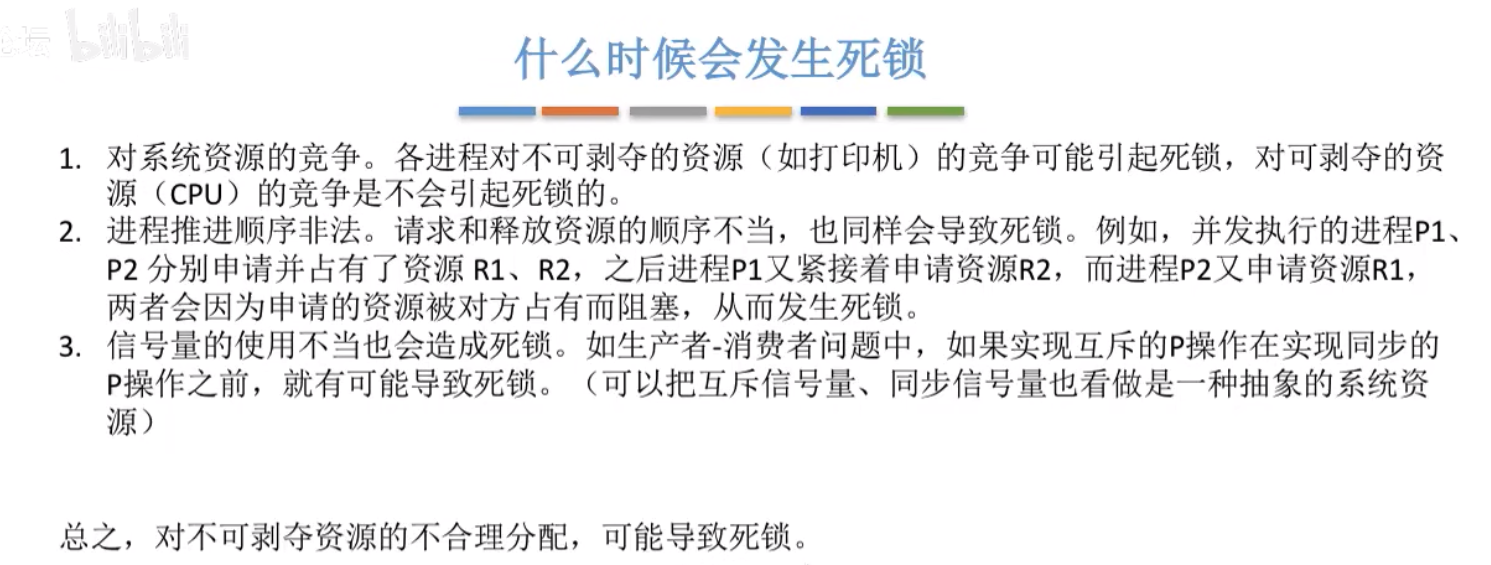 坛 bilibili
什么时候会发生死锁
1. 对系统资源的竞争。各进程对不可剥夺的资源（如打印机）的竞争可能引起死锁，对可剥夺的资
源（CPU）的竞争是不会引起死锁的。
2. 进程推进顺序非法。请求和释放资源的顺序不当，也同样会导致死锁。例如，并发执行的进程P1、
P2 分别申请并占有了资源 R1、R2，之后进程P1又紧接着申请资源R2，而进程P2又申请资源R1，
两者会因为申请的资源被对方占有而阻塞，从而发生死锁。
3. 信号量的使用不当也会造成死锁。如生产者-消费者问题中，如果实现互斥的P操作在实现同步的
P操作之前，就有可能导致死锁。（可以把互斥信号量、同步信号量也看做是一种抽象的系统资
源）
总之，对不可剥夺资源的不合理分配，可能导致死锁。